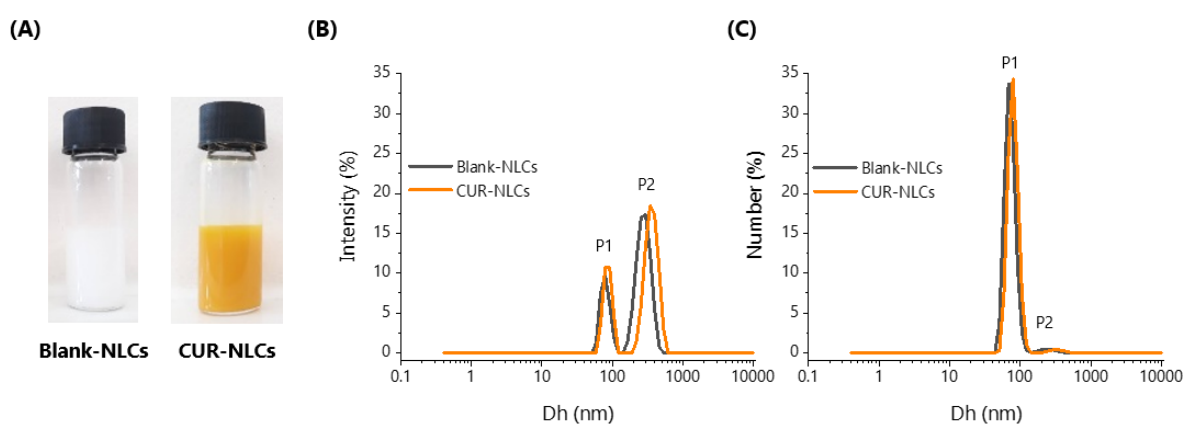 (A)
Blank-NLCs
CUR-NLCs
(B)
35
30
25
20
15
10
5
0
Intensity (%)
Blank-NLCs
CUR-NLCs
P1
P2
0.1
1
10
100
1000
10000
Dh (nm)
(C)
35
30
25
20
15
10
5
0
Number (%)
Blank-NLCs
CUR-NLCs
P1
P2
0.1
1
10
100
1000
10000
Dh (nm)